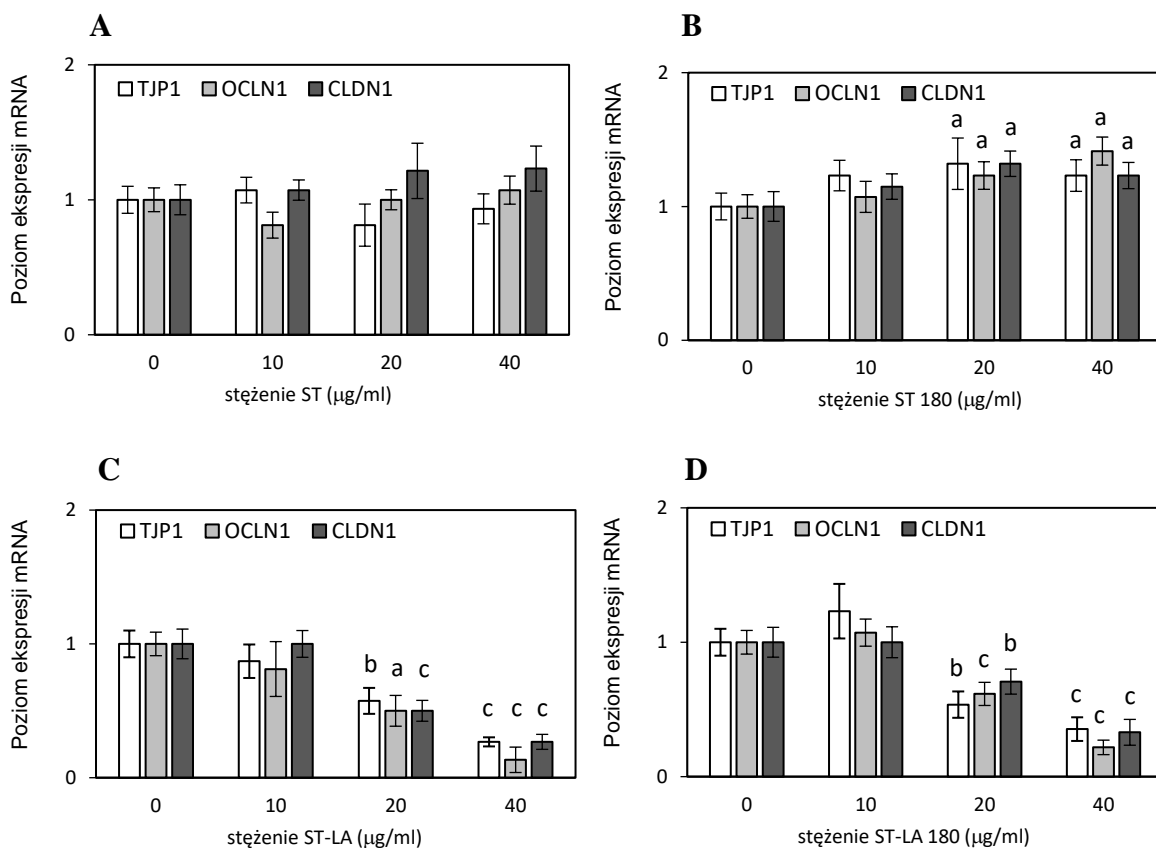 A
Poziom ekspresji mRNA
2
1
0
TJP1 OCLN1 CLDN1
0 10 20 40
stężenie ST (µg/ml)
B
Poziom ekspresji mRNA
2
1
0
TJP1 OCLN1 CLDN1
a a a a a a
0 10 20 40
stężenie ST 180 (µg/ml)
C
Poziom ekspresji mRNA
2
1
0
TJP1 OCLN1 CLDN1
b a c c c c
0 10 20 40
stężenie ST-LA (µg/ml)
D
Poziom ekspresji mRNA
2
1
0
TJP1 OCLN1 CLDN1
b c b c c c
0 10 20 40
stężenie ST-LA 180 (µg/ml)